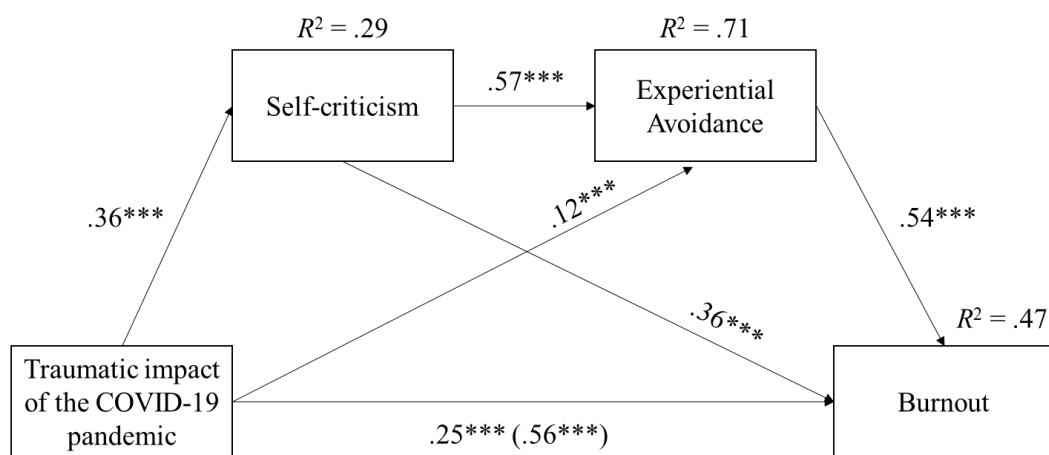 R² = .29
R² = .71
Self-criticism
.57***
Experiential
Avoidance
.36***
.12***
.54***
.36***
R² = .47
Traumatic impact
of the COVID-19
pandemic
.25*** (.56***)
Burnout